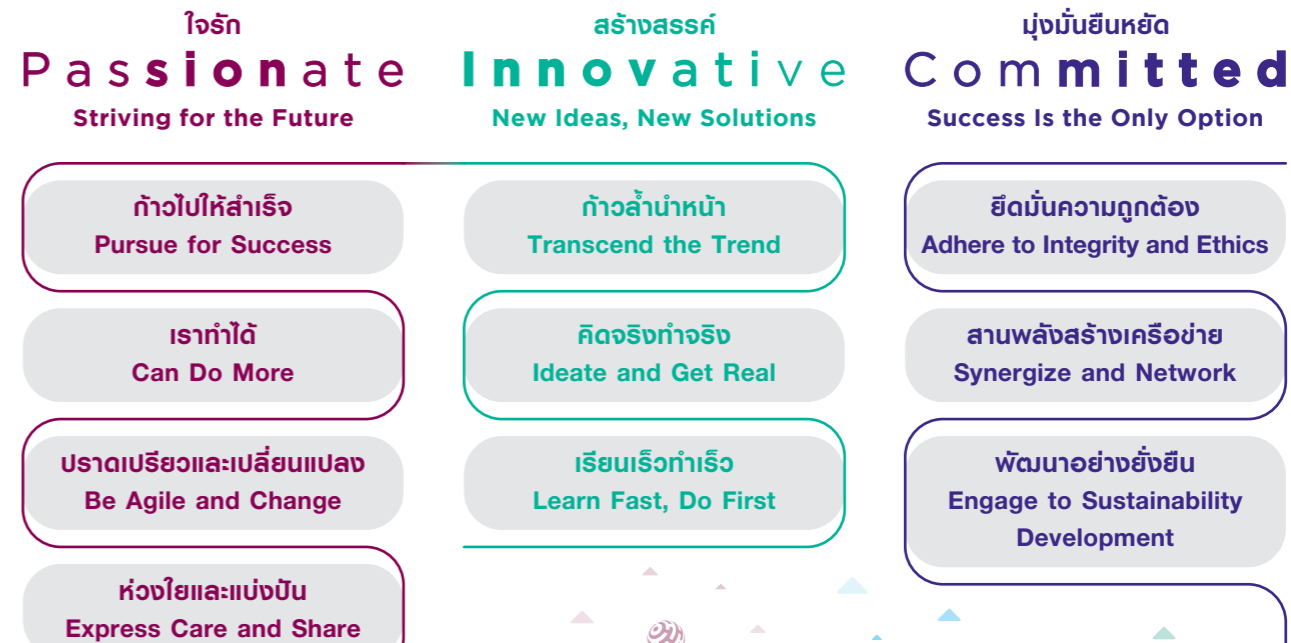 ใจรัก
Passionate
Striving for the Future
ก้าวไปให้สำเร็จ
Pursue for Success
เราทำได้
Can Do More
ปราดเปรียวและเปลี่ยนแปลง
Be Agile and Change
ห่วงใยและแบ่งปัน
Express Care and Share
สร้างสรรค์
Innovative
New Ideas, New Solutions
ก้าวล้ำนำหน้า
Transcend the Trend
คิดจริงทำจริง
Ideate and Get Real
เรียนเร็วทำเร็ว
Learn Fast, Do First
มุ่งมั่นยืนหยัด
Committed
Success Is the Only Option
ยึดมั่นความถูกต้อง
Adhere to Integrity and Ethics
สานพลังสร้างเครือข่าย
Synergize and Network
พัฒนาอย่างยั่งยืน
Engage to Sustainability
Development